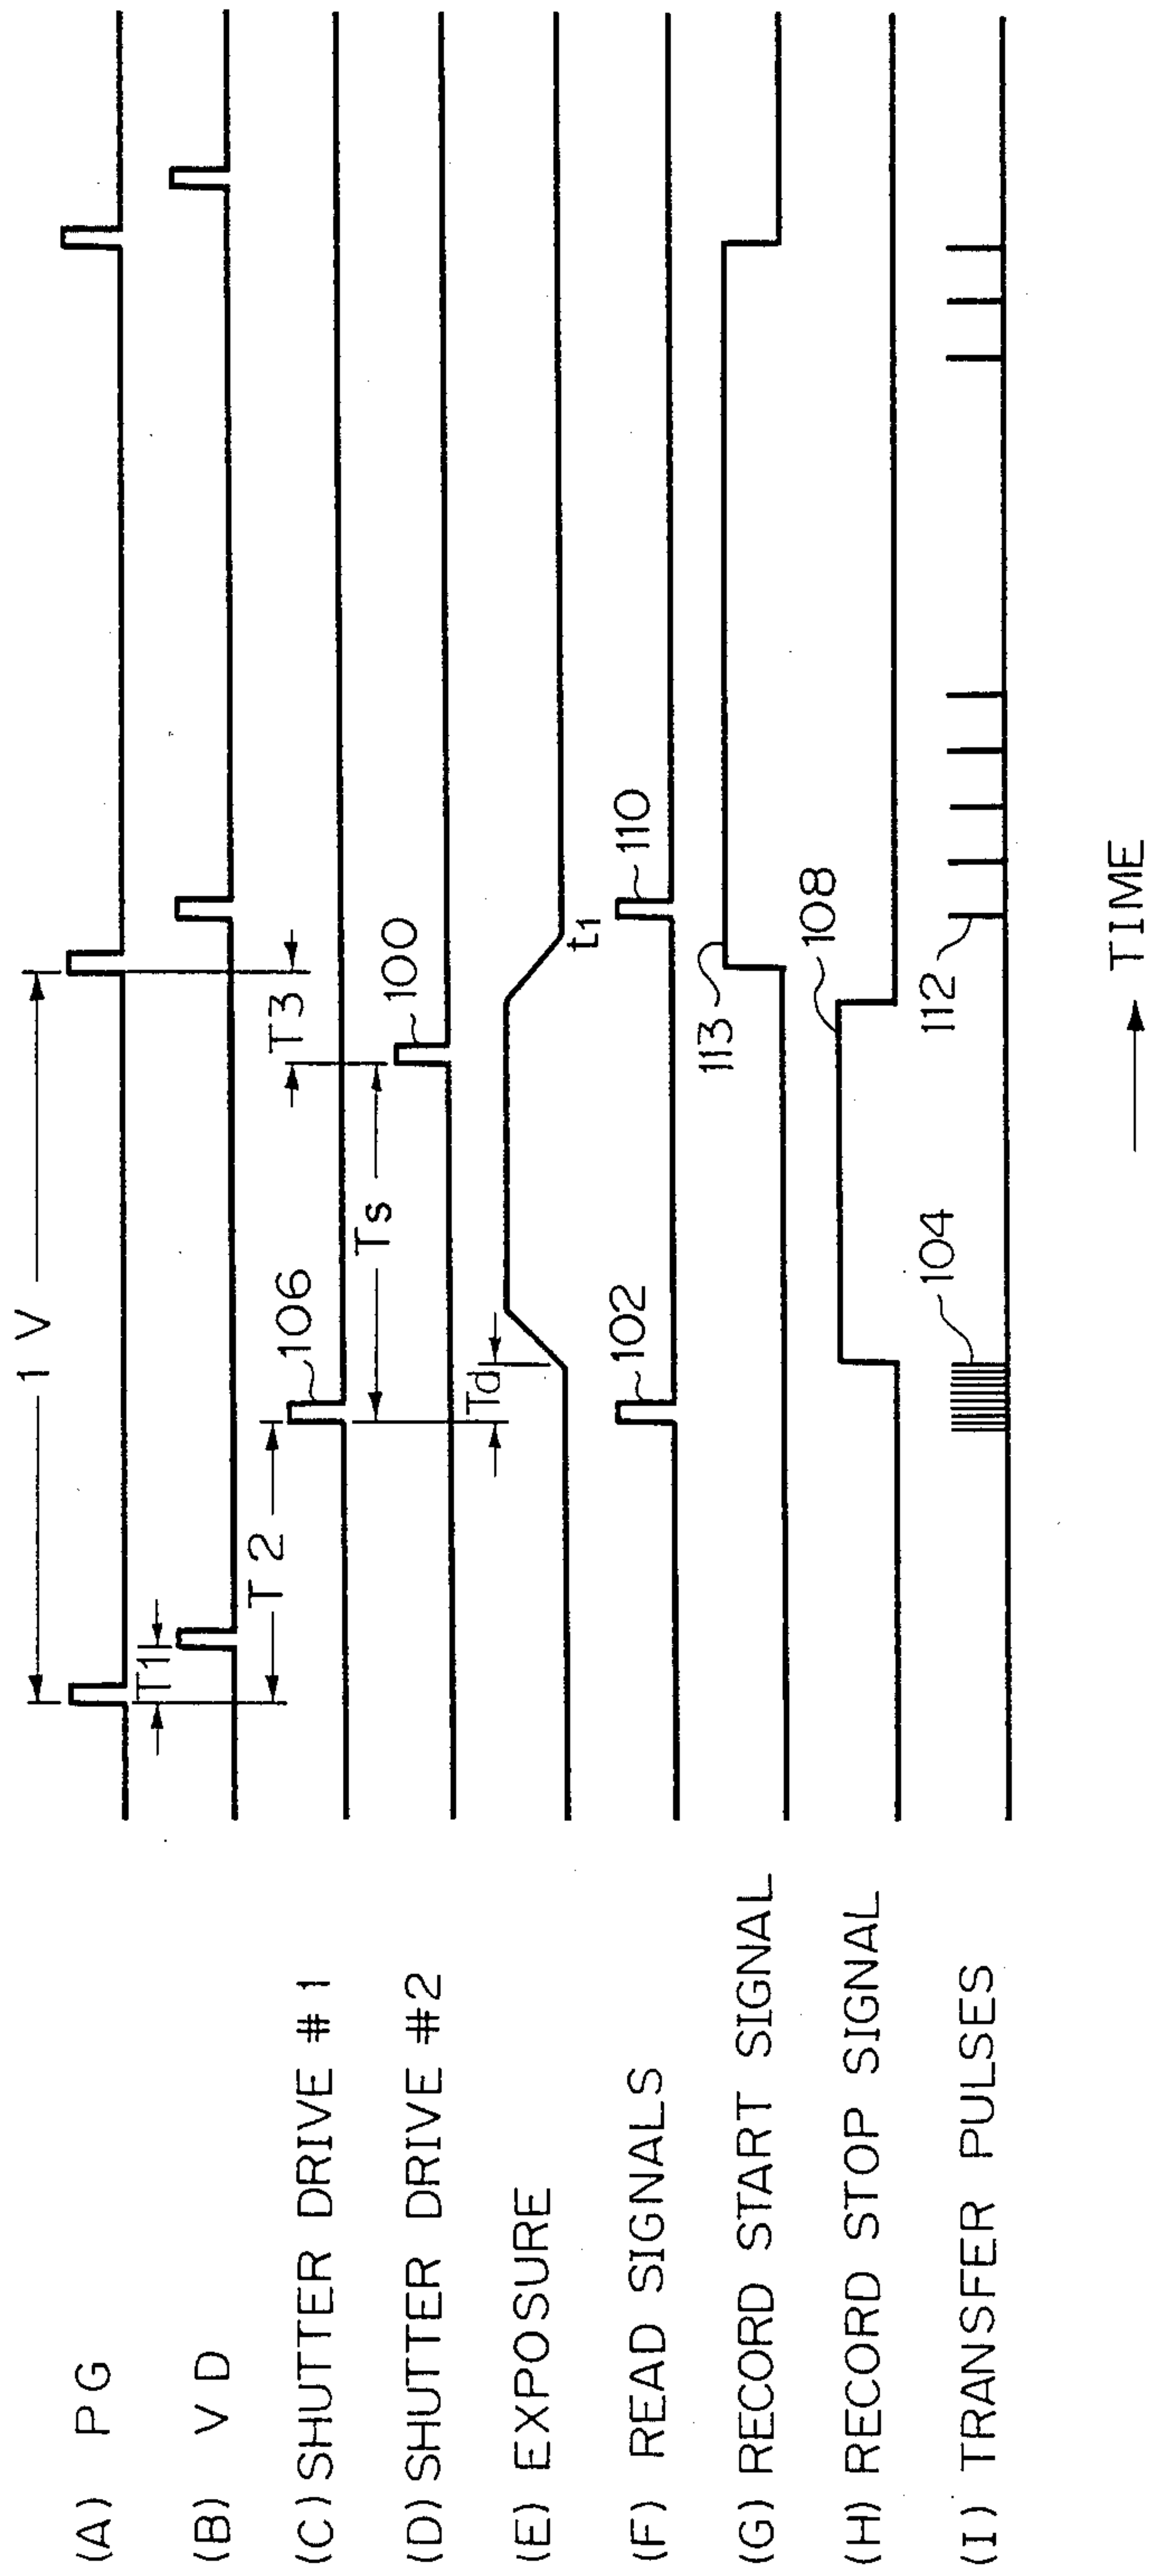 1 V
(A) PG
T1
(B) VD
T2
T3
106
(C) SHUTTER DRIVE #1
Ts
100
(D) SHUTTER DRIVE #2
Td
(E) EXPOSURE
t1
102
110
(F) READ SIGNALS
113
(G) RECORD START SIGNAL
108
(H) RECORD STOP SIGNAL
104
112
(I) TRANSFER PULSES
TIME